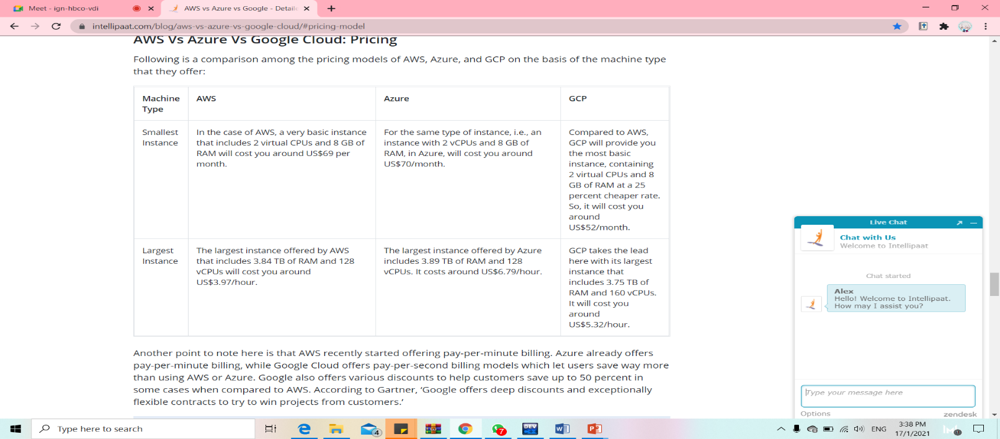 Meet - ign-hbco-vdi
AWS vs Azure vs Google - Detaile
intellipaat.com/blog/aws-vs-azure-vs-google-cloud/#pricing-model
AWS Vs Azure Vs Google Cloud: Pricing
Following is a comparison among the pricing models of AWS, Azure, and GCP on the basis of the machine type
that they offer:
Machine
Type
AWS
Azure
GCP
Smallest
Instance
In the case of AWS, a very basic instance
that includes 2 virtual CPUs and 8 GB of
RAM will cost you around US$69 per
month.
For the same type of instance, i.e., an
instance with 2 vCPUs and 8 GB of
RAM, in Azure, will cost you around
US$70/month.
Compared to AWS,
GCP will provide you
the most basic
instance, containing
2 virtual CPUs and 8
GB of RAM at a 25
percent cheaper rate.
So, it will cost you
around
US$52/month.
Largest
Instance
The largest instance offered by AWS
that includes 3.84 TB of RAM and 128
vCPUs will cost you around
US$3.97/hour.
The largest instance offered by Azure
includes 3.89 TB of RAM and 128
vCPUs. It costs around US$6.79/hour.
GCP takes the lead
here with its largest
instance that
includes 3.75 TB of
RAM and 160 vCPUs.
It will cost you
around
US$5.32/hour.
Another point to note here is that AWS recently started offering pay-per-minute billing. Azure already offers
pay-per-minute billing, while Google Cloud offers pay-per-second billing models which let users save way more
than using AWS or Azure. Google also offers various discounts to help customers save up to 50 percent in
some cases when compared to AWS. According to Gartner, ‘Google offers deep discounts and exceptionally
flexible contracts to try to win projects from customers.’
Live Chat
Chat with Us
Welcome to Intellipaat
Chat started
Alex
Hello! Welcome to Intellipaat.
How may I assist you?
Type your message here
Options
zendesk
Type here to search
4
7
DEV
ENG
3:38 PM
17/1/2021
1